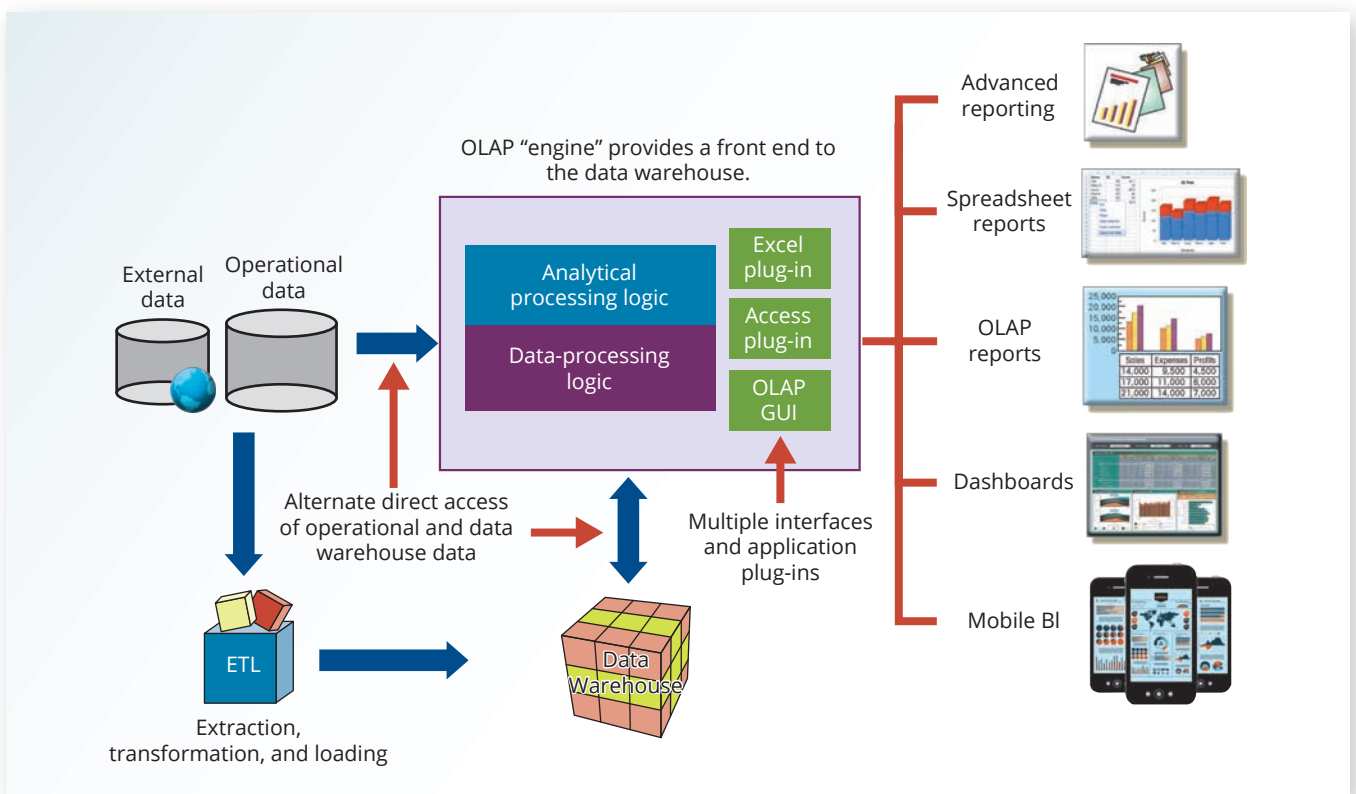 OLAP “engine” provides a front end to
the data warehouse.
External
data
Operational
data
Analytical
processing logic
Data-processing
logic
Excel
plug-in
Access
plug-in
OLAP
GUI
Alternate direct access
of operational and data
warehouse data
Multiple interfaces
and application
plug-ins
ETL
Extraction,
transformation, and loading
Data
Warehouse
Advanced
reporting
Spreadsheet
reports
OLAP
reports
25,000
20,000
15,000
10,000
5,000
0
Sales Expenses Profits
14,000 9,500 4,500
17,000 11,000 6,000
21,000 14,000 7,000
Dashboards
Mobile BI